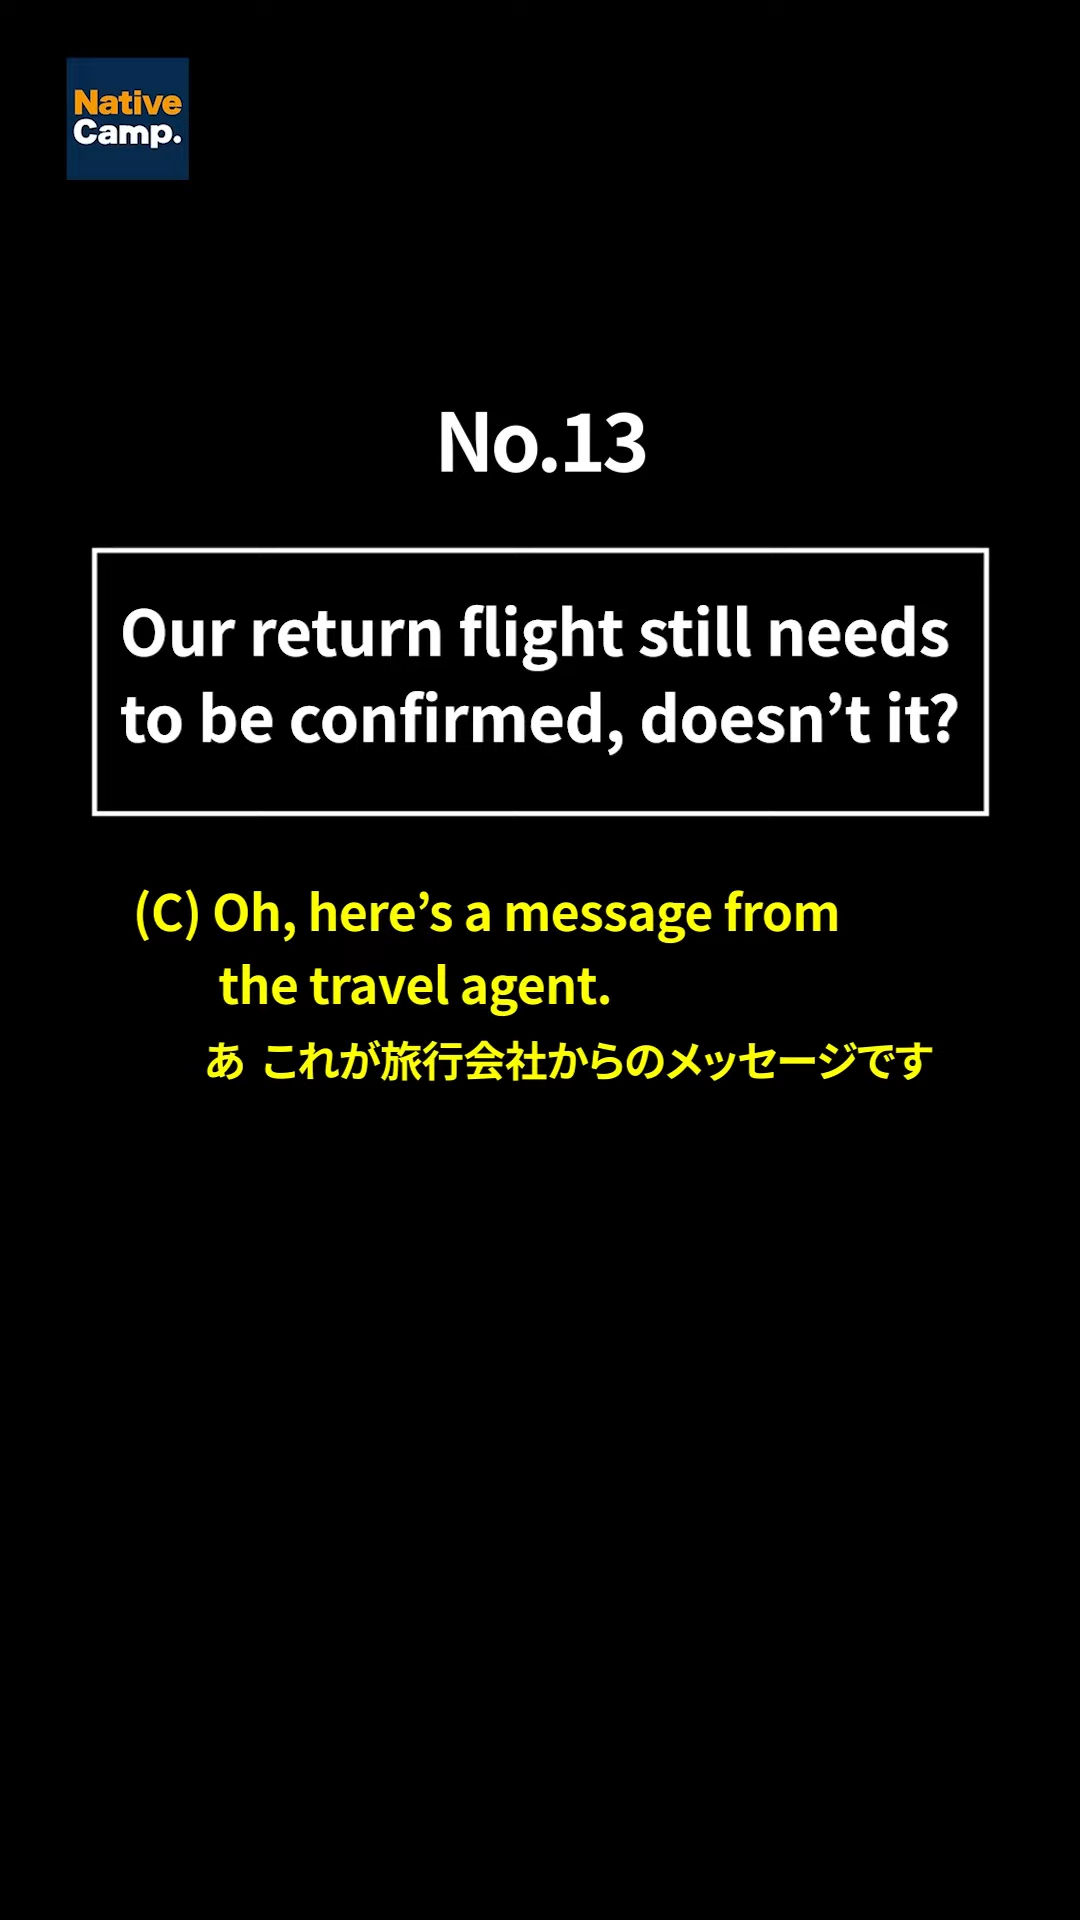 Native
Camp.
No.13
Our return flight still needs
to be confirmed, doesn’t it?
(C) Oh, here’s a message from
the travel agent.
あ これが旅行会社からのメッセージです